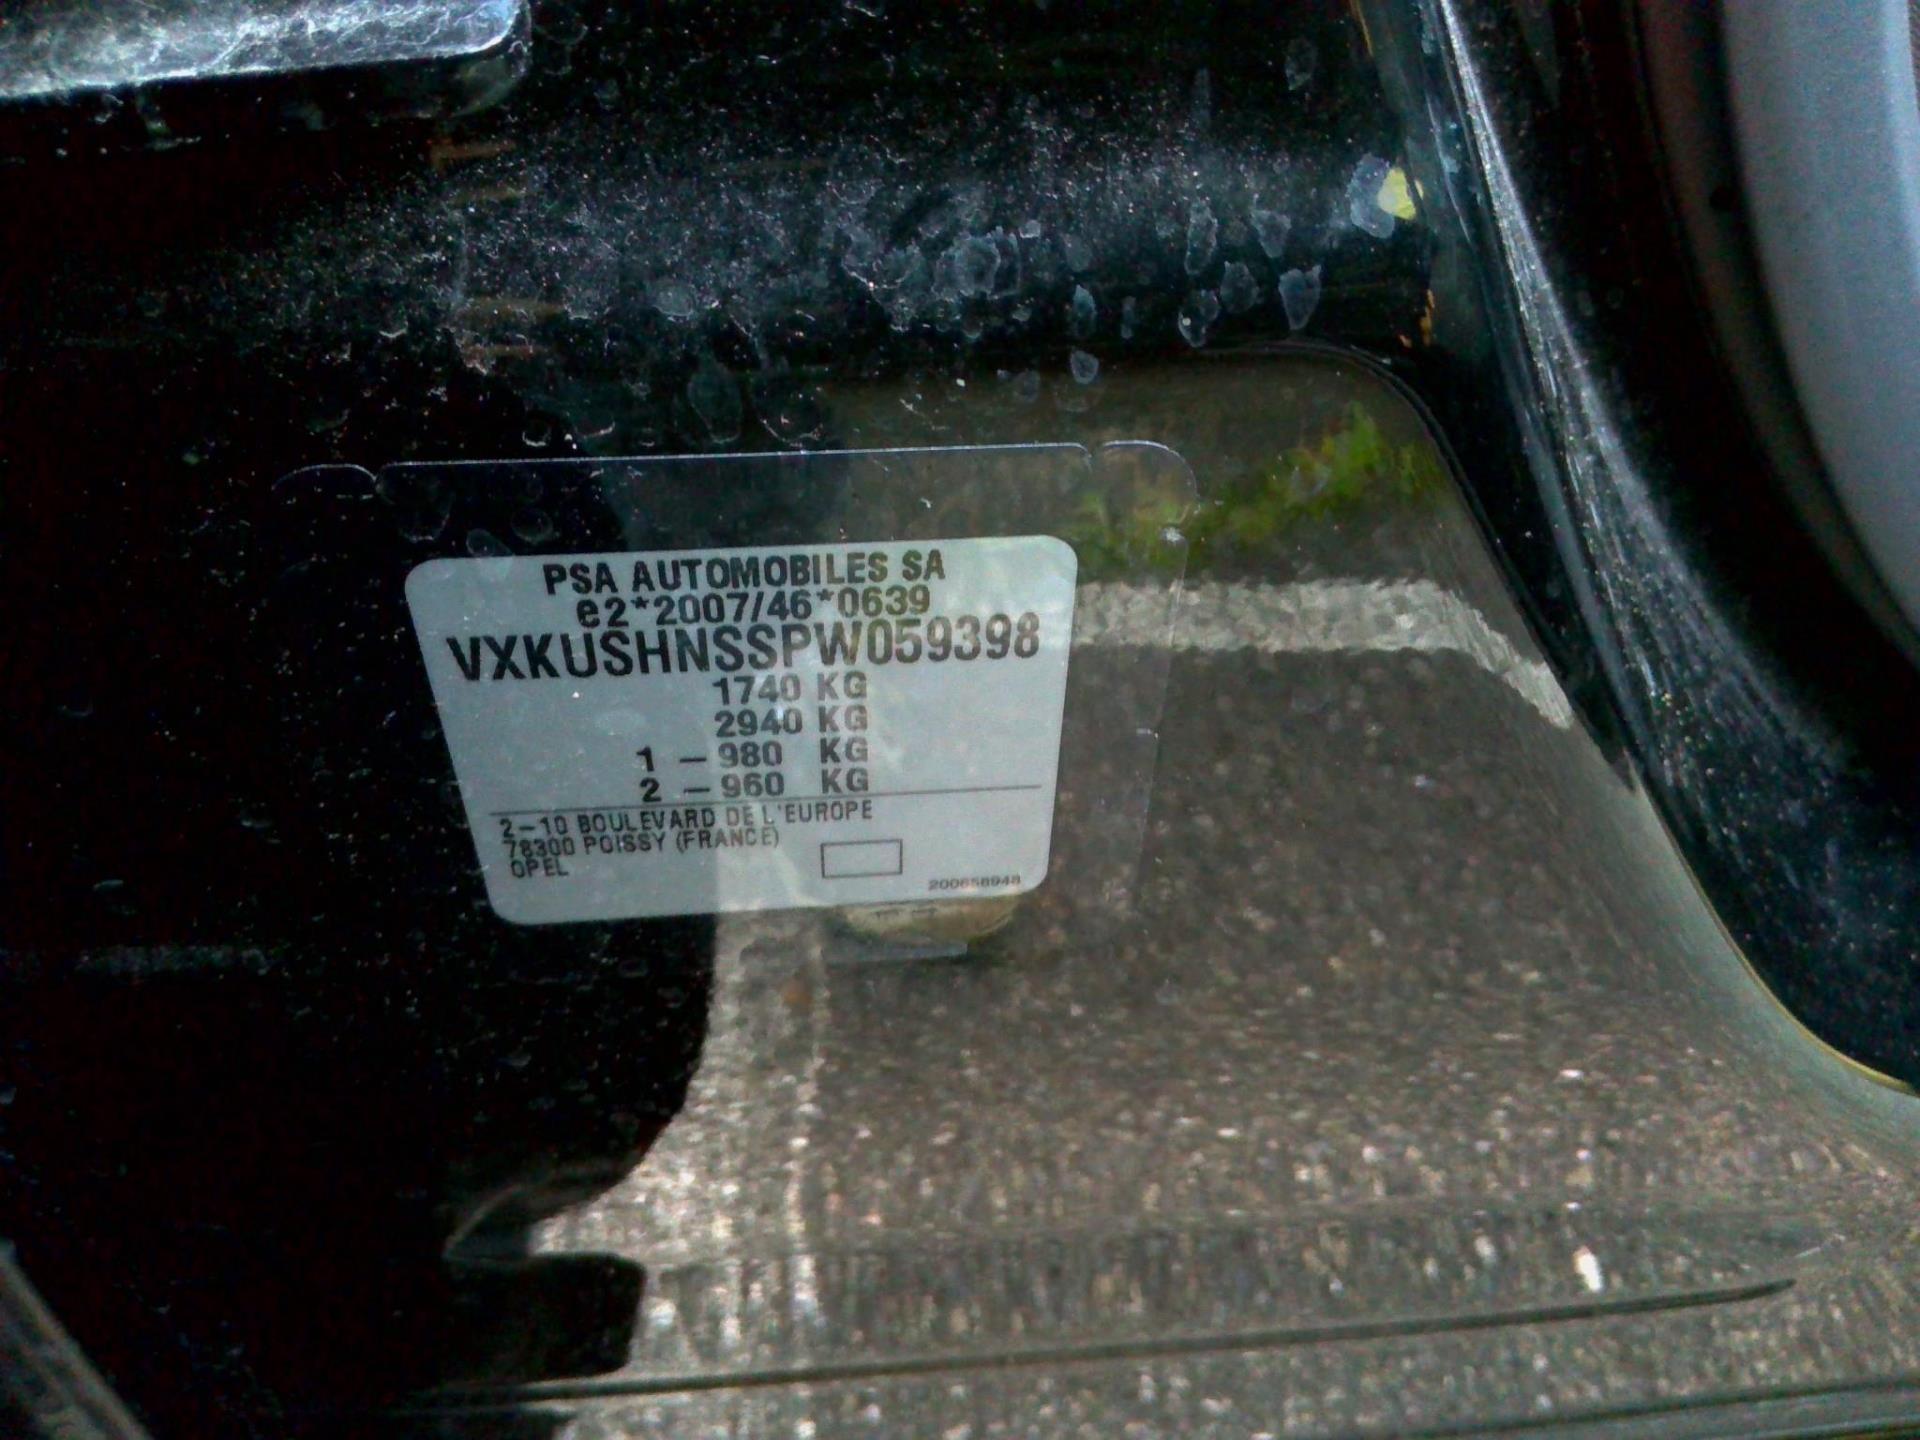 PSA AUTOMOBILES SA
e2*2007/46*0639
VXKUSHNSSPW059398
1740 KG
2940 KG
1 – 980 KG
2 – 960 KG
2–10 BOULEVARD DE L'EUROPE
78300 POISSY (FRANCE)
OPEL
200658948